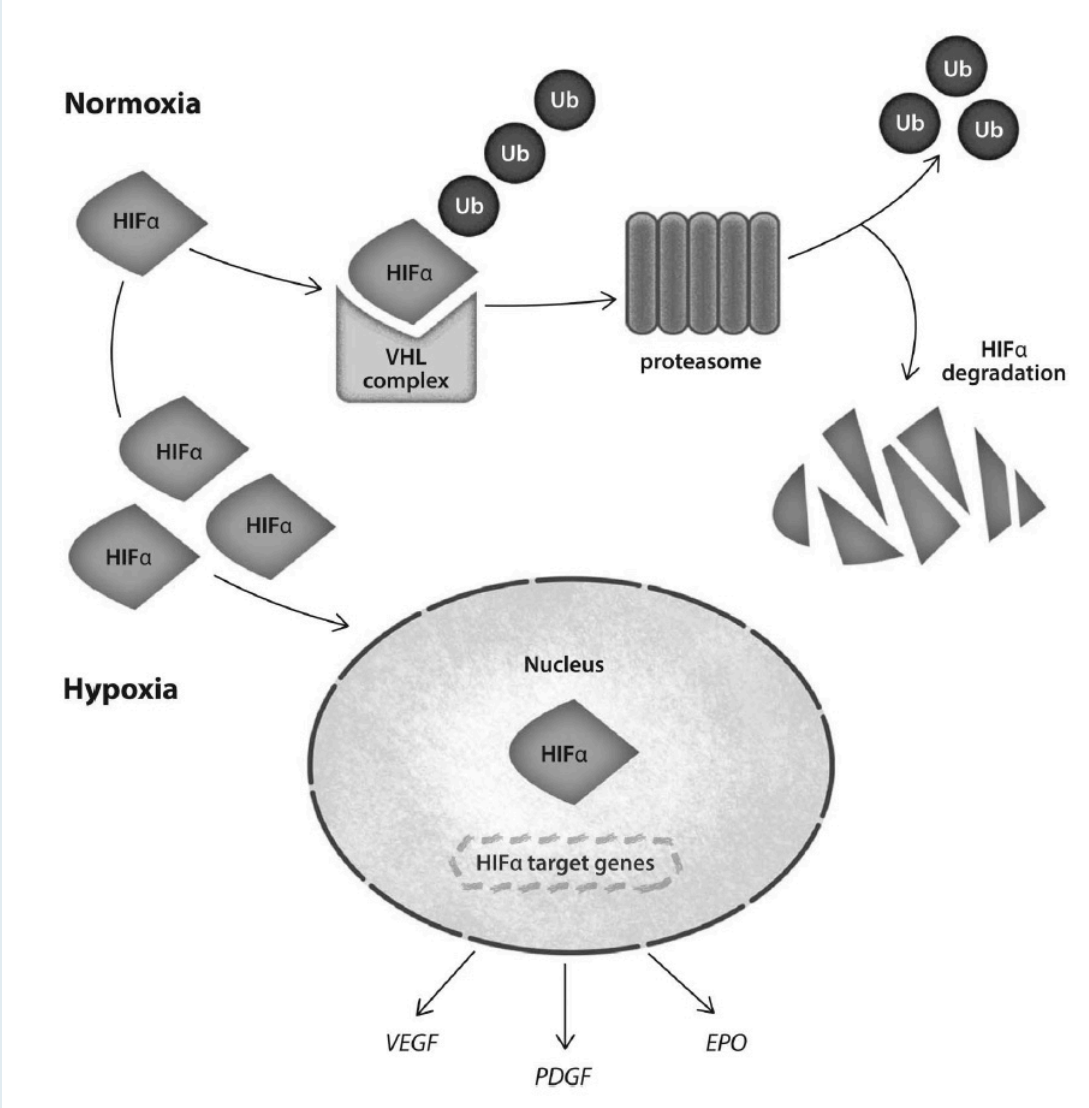 Normoxia
HIFα
Ub
Ub
Ub
HIFα
VHL
complex
proteasome
Ub
Ub
Ub
HIFα
degradation
HIFα
HIFα
HIFα
Hypoxia
Nucleus
HIFα
HIFα target genes
VEGF
PDGF
EPO